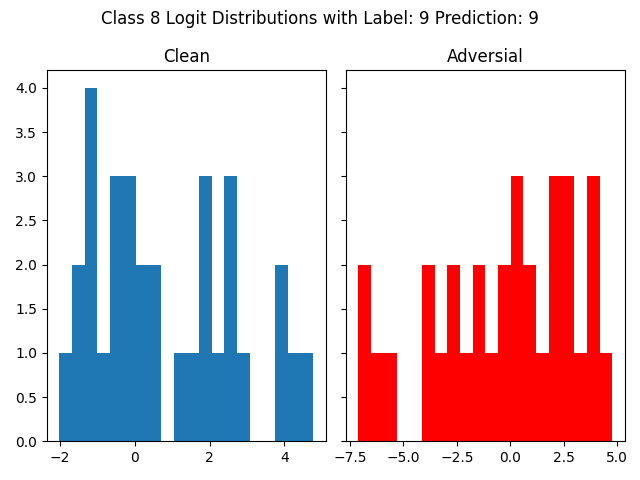 Class 8 Logit Distributions with Label: 9 Prediction: 9
Clean
Adversial
4.0
3.5
3.0
2.5
2.0
1.5
1.0
0.5
0.0
−2 0 2 4
−7.5 −5.0 −2.5 0.0 2.5 5.0